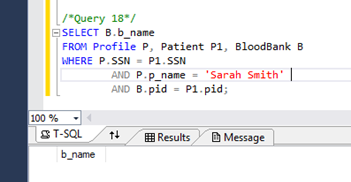 /*Query 18*/
SELECT B.b_name
FROM Profile P, Patient P1, BloodBank B
WHERE P.SSN = P1.SSN
AND P.p_name = 'Sarah Smith'
AND B.pid = P1.pid;
100 %
T-SQL
Results
Message
b_name